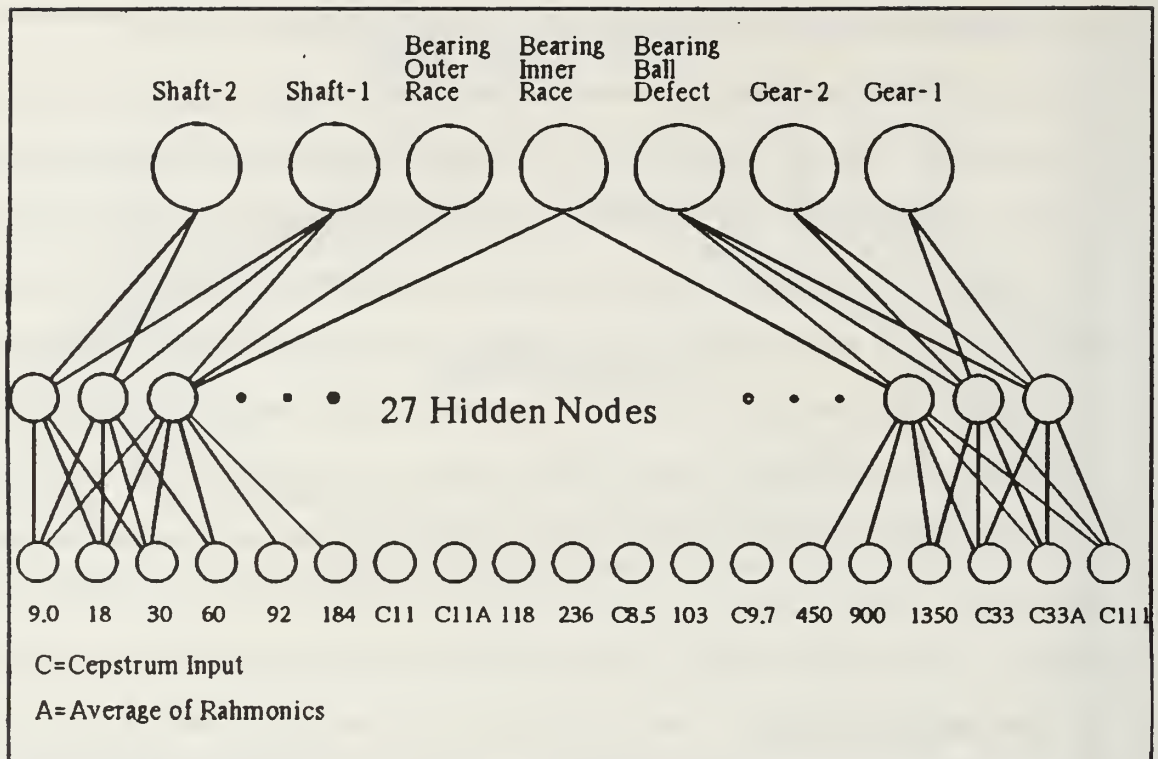 Shaft-2
Shaft-1
Bearing
Outer
Race
Bearing
Inner
Race
Bearing
Ball
Defect
Gear-2
Gear-1
27 Hidden Nodes
9.0 18 30 60 92 184 C11 C11A 118 236 C8.5 103 C9.7 450 900 1350 C33 C33A C111
C=Cepstrum Input
A=Average of Rahmonics